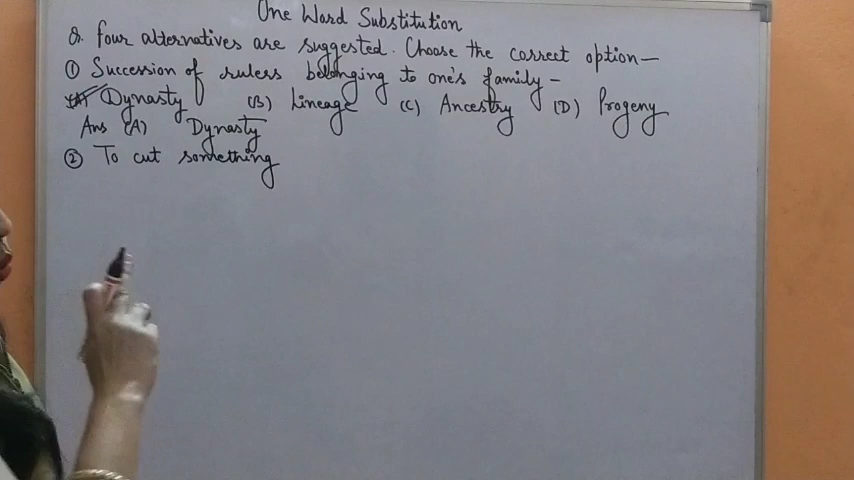 One Word Substitution
Q. Four alternatives are suggested. Choose the correct option—
① Succession of rulers belonging to one's family—
(A) Dynasty (B) Lineage (C) Ancestry (D) Progeny
Ans (A) Dynasty
② To cut something